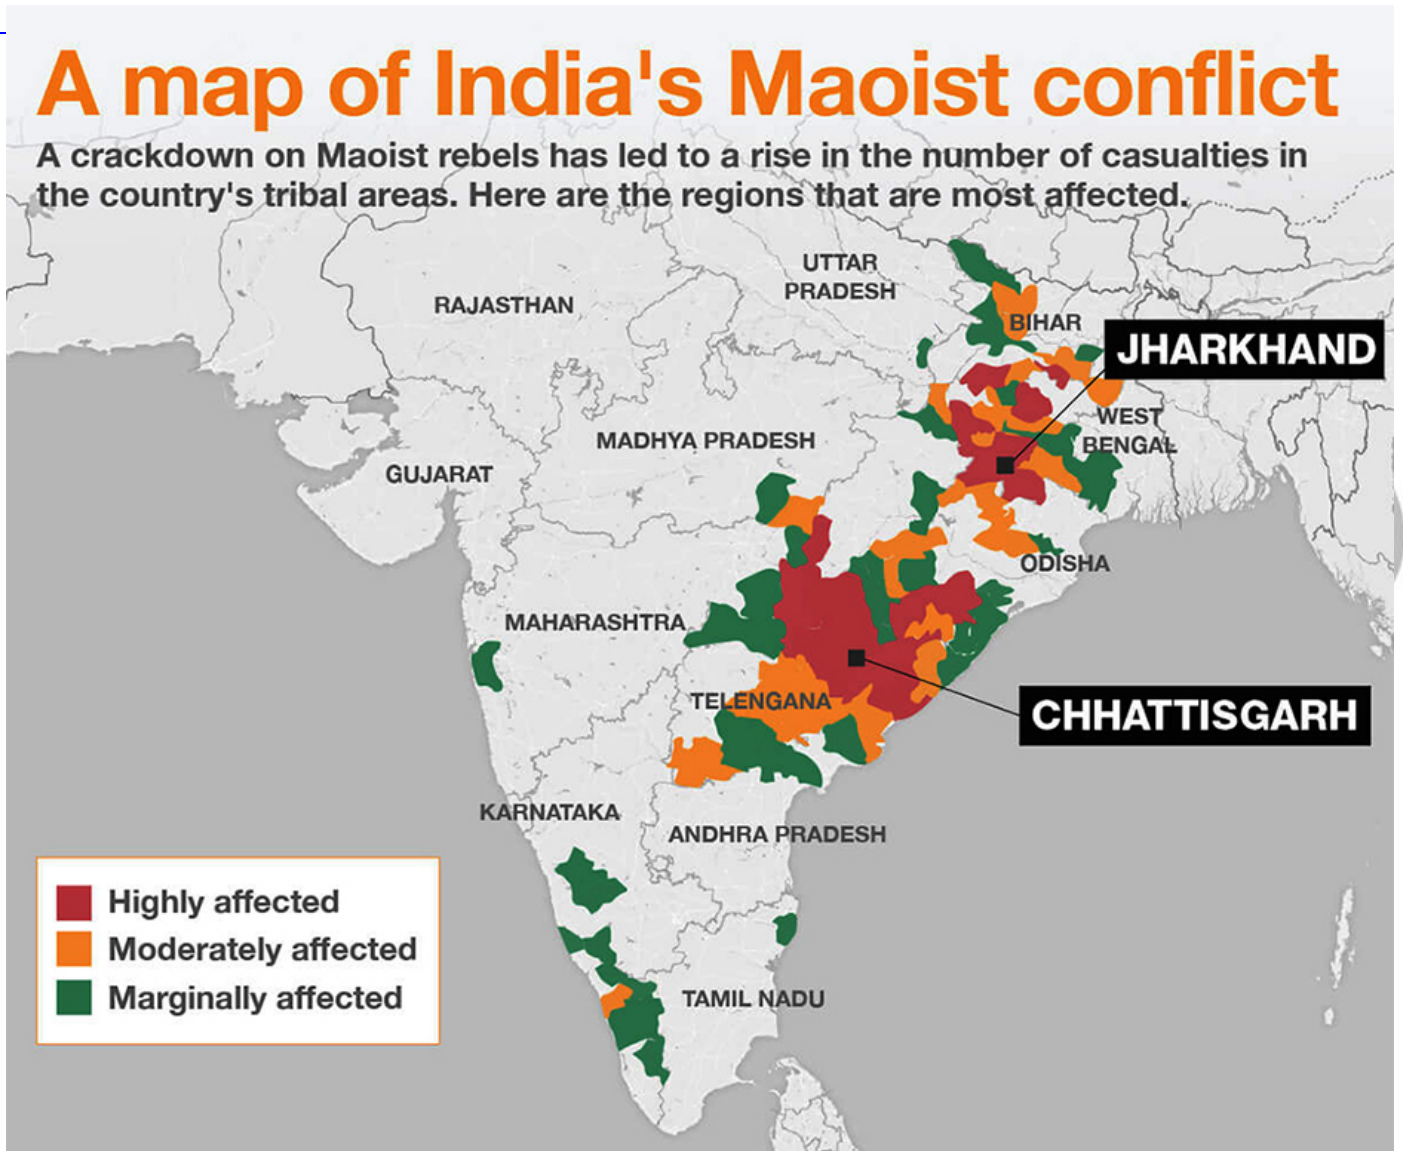 A map of India's Maoist conflict
A crackdown on Maoist rebels has led to a rise in the number of casualties in
the country's tribal areas. Here are the regions that are most affected.
UTTAR
PRADESH
RAJASTHAN
BIHAR
JHARKHAND
WEST
BENGAL
MADHYA PRADESH
GUJARAT
ODISHA
MAHARASHTRA
TELENGANA
CHHATTISGARH
KARNATAKA
ANDHRA PRADESH
Highly affected
Moderately affected
Marginally affected
TAMIL NADU